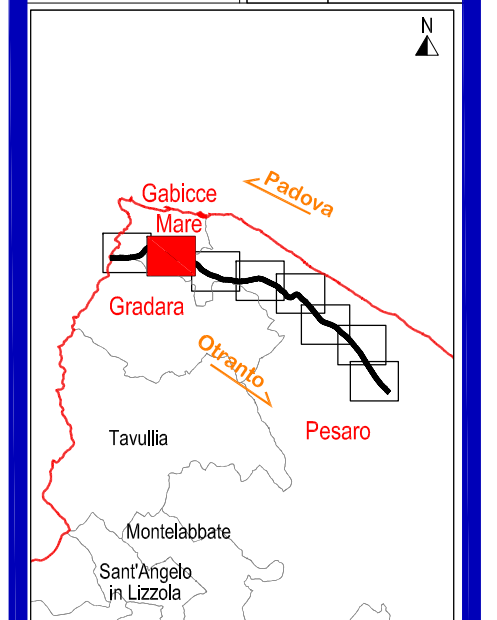 N
Padova
Gabicce
Mare
Gradara
Otranto
Pesaro
Tavullia
Montelabbate
Sant'Angelo
in Lizzola